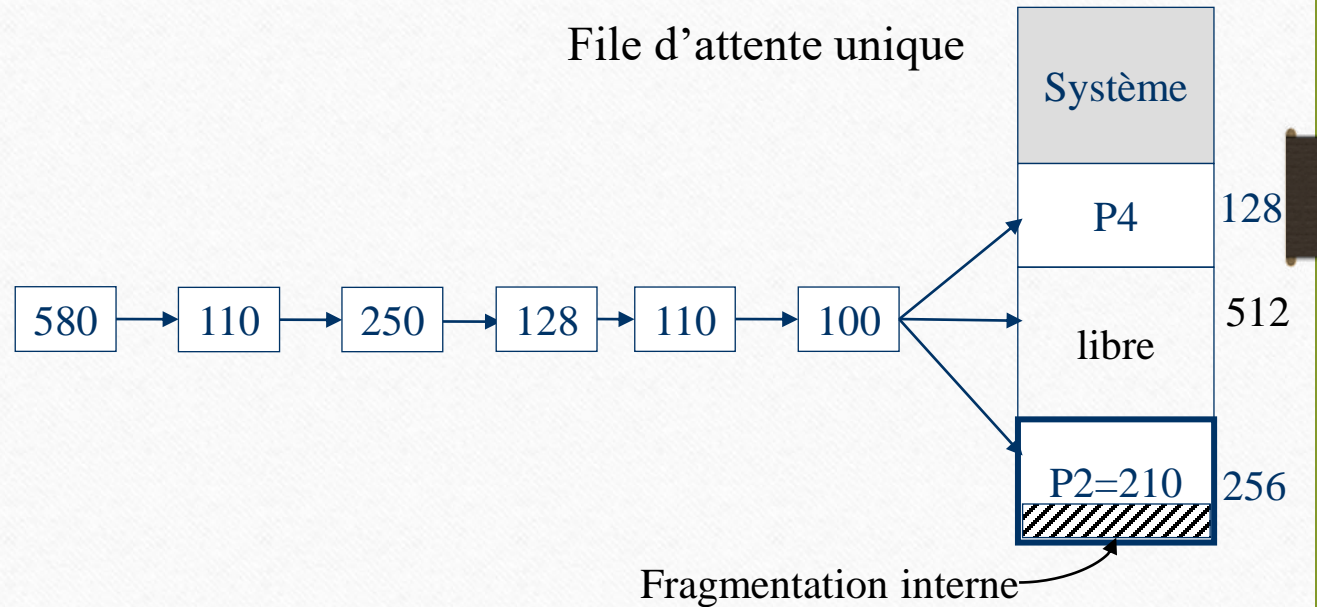 File d’attente unique
Système
P4
128
512
580
110
250
128
110
100
libre
P2=210
256
Fragmentation interne